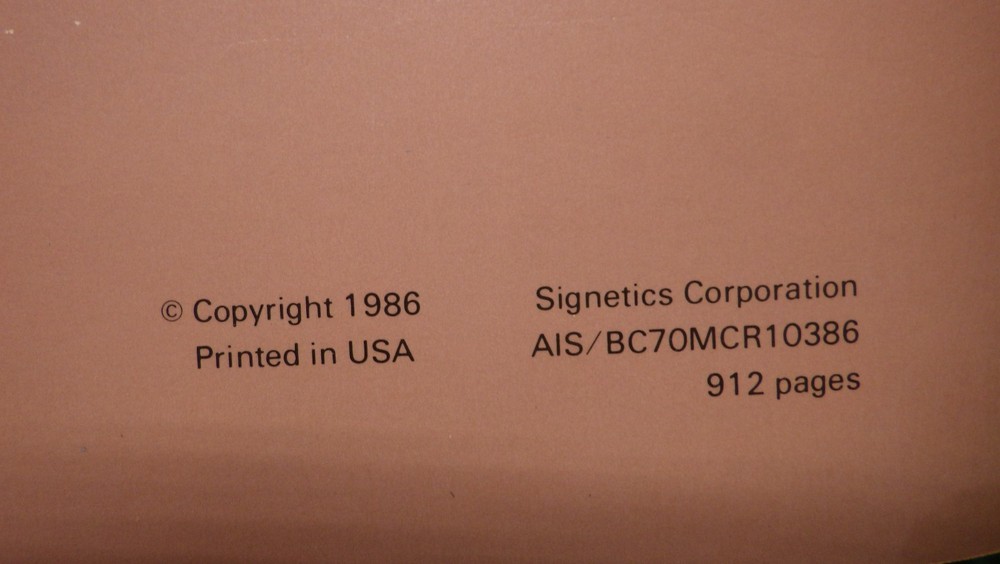 © Copyright 1986
Printed in USA
Signetics Corporation
AIS/BC70MCR10386
912 pages